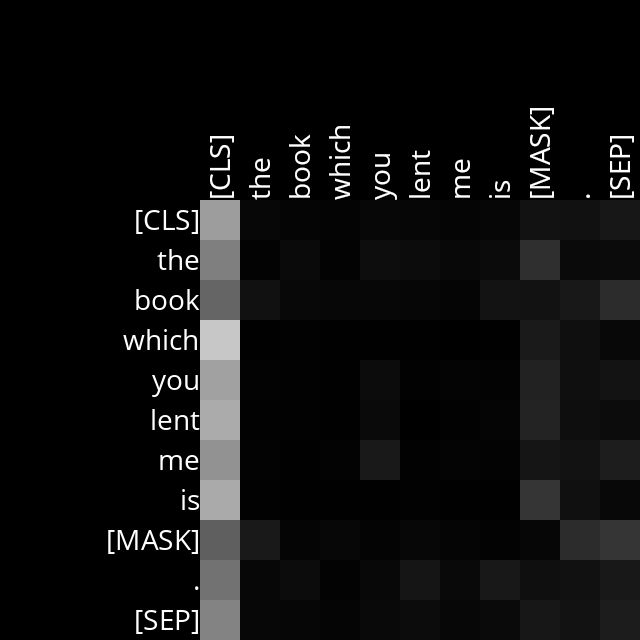 [CLS] the book which you lent me is [MASK] . [SEP]
[CLS]
the
book
which
you
lent
me
is
[MASK]
.
[SEP]